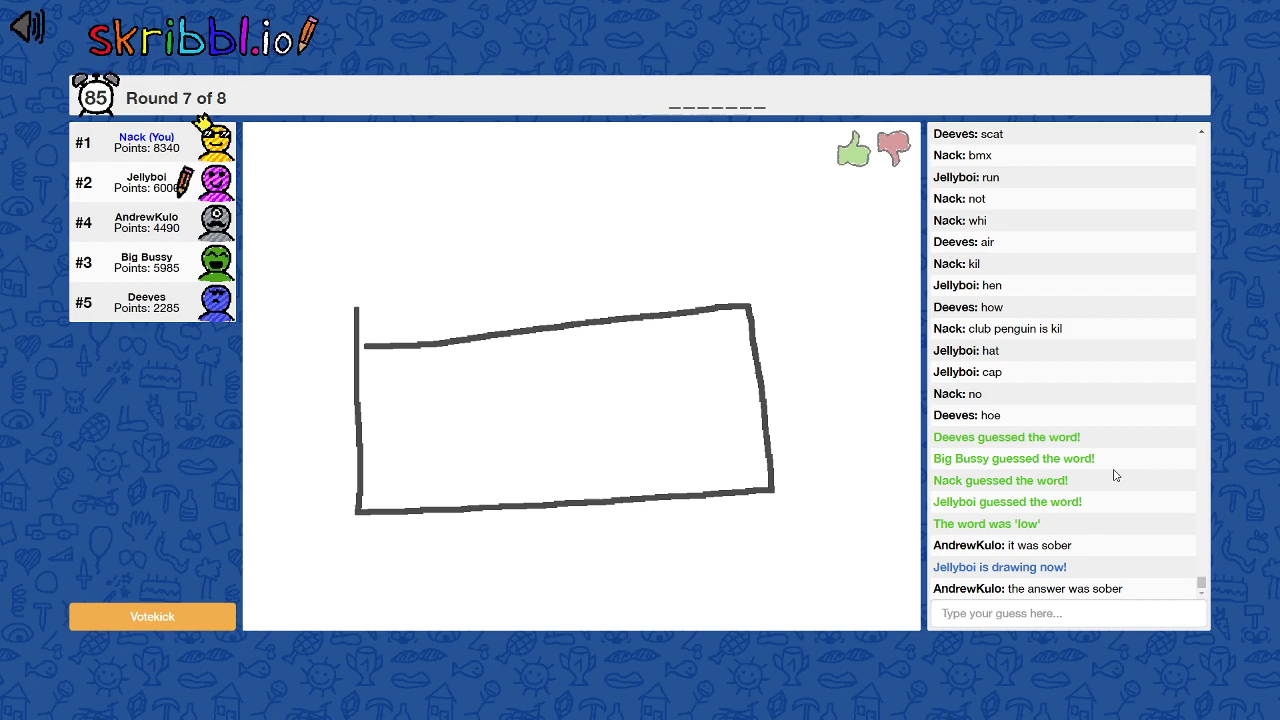 skribbl.io
85
Round 7 of 8
_ _ _ _ _ _ _
#1
Nack (You)
Points: 8340
#2
Jellyboi
Points: 6000
#4
AndrewKulo
Points: 4490
#3
Big Bussy
Points: 5985
#5
Deeves
Points: 2285
Votekick
Deeves: scat
Nack: bmx
Jellyboi: run
Nack: not
Nack: whi
Deeves: air
Nack: kil
Jellyboi: hen
Deeves: how
Nack: club penguin is kil
Jellyboi: hat
Jellyboi: cap
Nack: no
Deeves: hoe
Deeves guessed the word!
Big Bussy guessed the word!
Nack guessed the word!
Jellyboi guessed the word!
The word was 'low'
AndrewKulo: it was sober
Jellyboi is drawing now!
AndrewKulo: the answer was sober
Type your guess here...